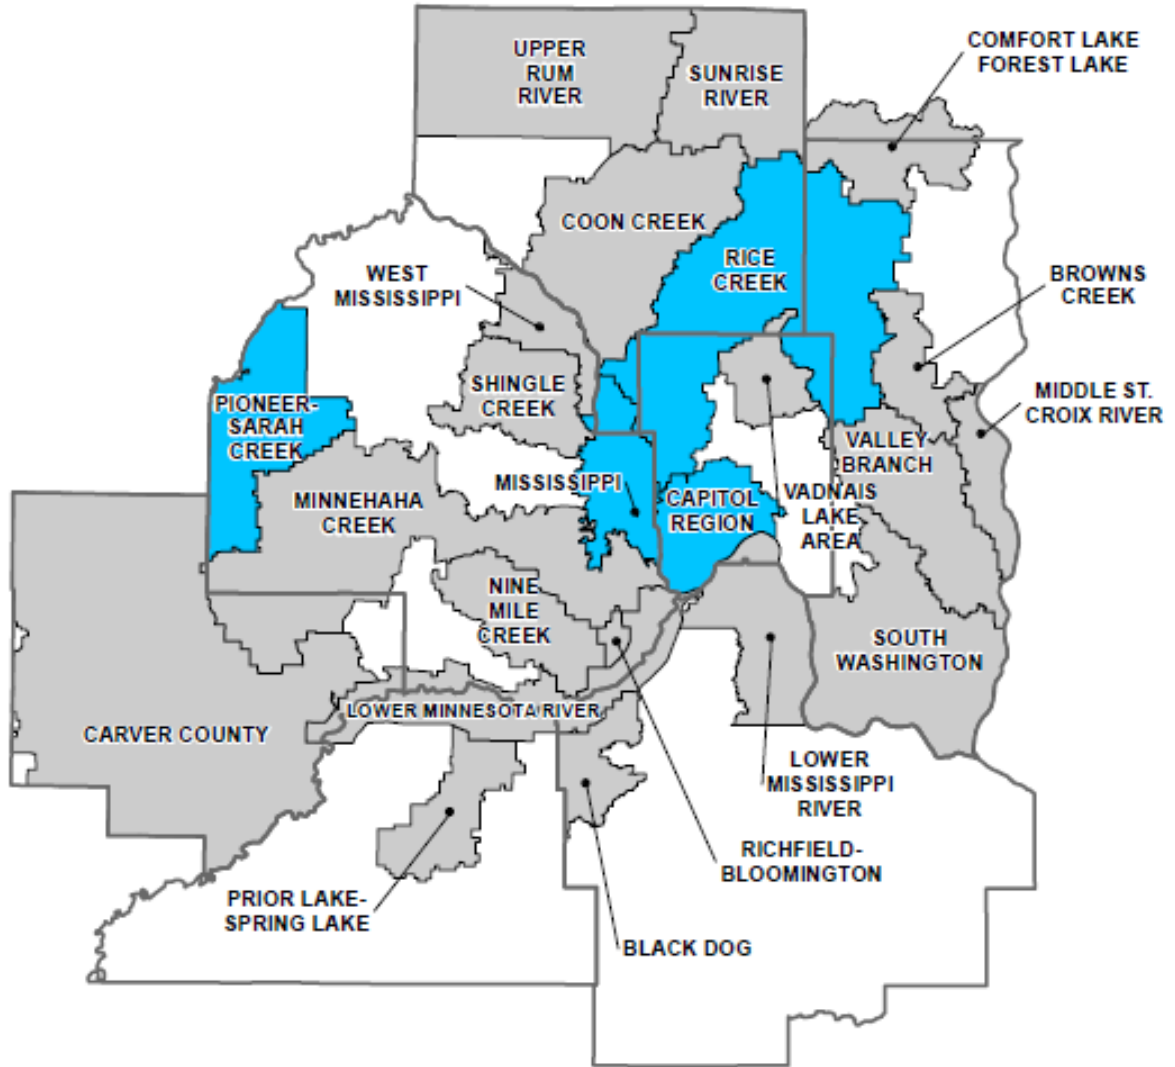 UPPER
RUM
RIVER
SUNRISE
RIVER
COMFORT LAKE
FOREST LAKE
COON CREEK
RICE
CREEK
WEST
MISSISSIPPI
BROWNS
CREEK
SHINGLE
CREEK
MIDDLE ST.
CROIX RIVER
PIONEER-
SARAH
CREEK
VALLEY
BRANCH
MISSISSIPPI
MINNEHAHA
CREEK
CAPITOL
REGION
VADNAIS
LAKE
AREA
NINE
MILE
CREEK
SOUTH
WASHINGTON
LOWER MINNESOTA RIVER
CARVER COUNTY
LOWER
MISSISSIPPI
RIVER
RICHFIELD-
BLOOMINGTON
PRIOR LAKE-
SPRING LAKE
BLACK DOG